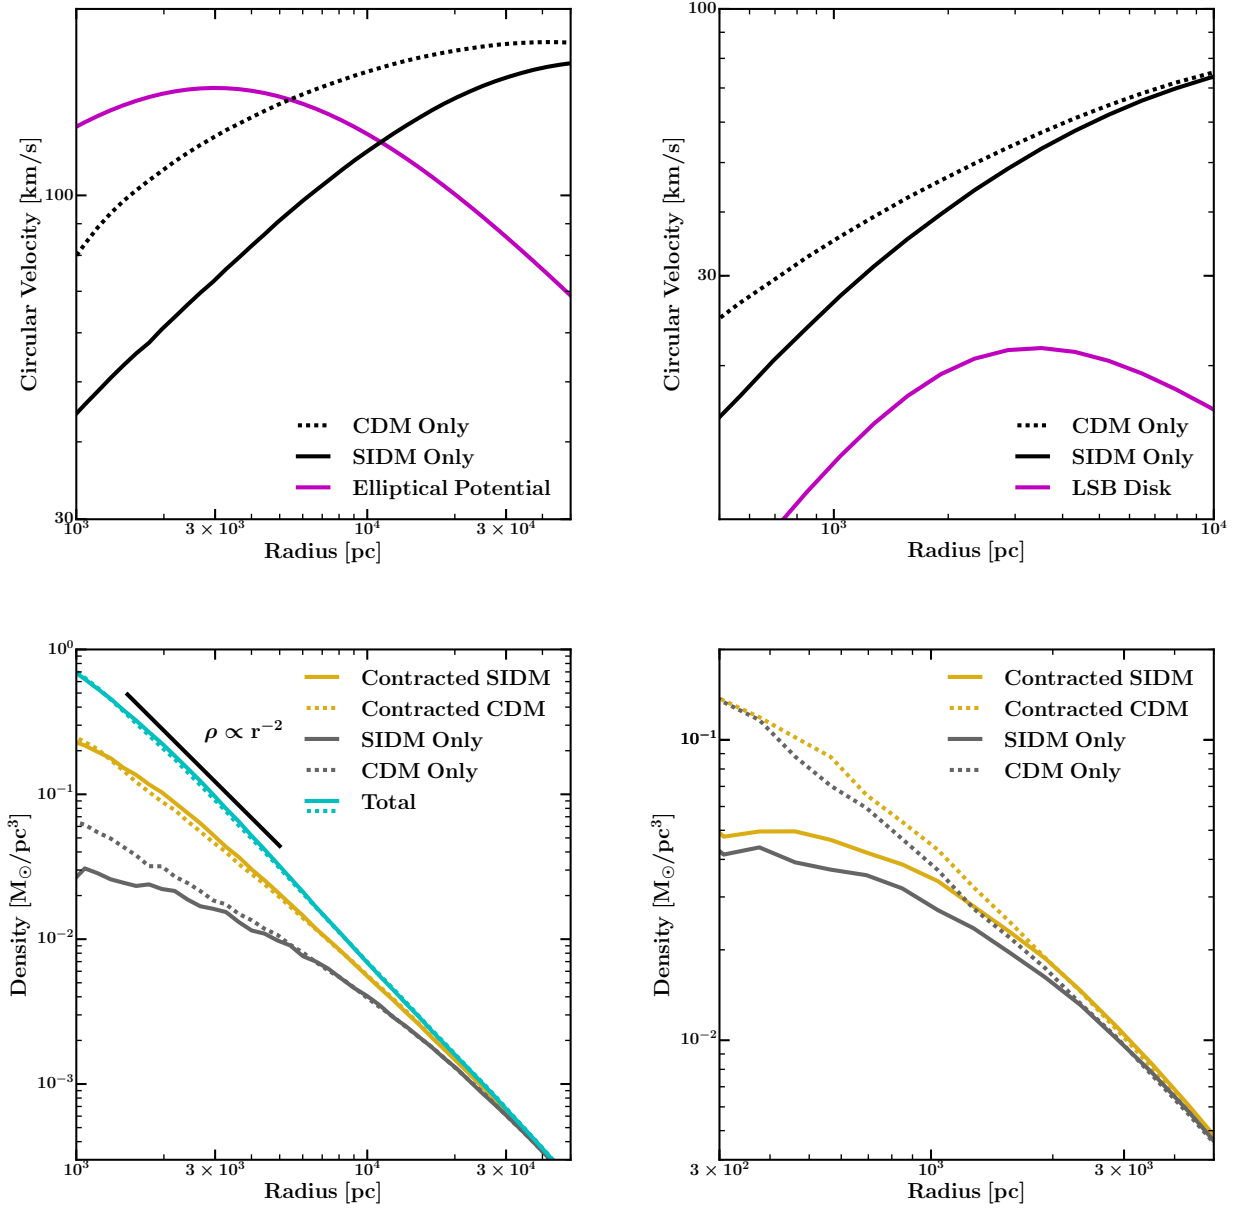 Circular Velocity [km/s]
100
30
CDM Only
SIDM Only
Elliptical Potential
10³ 3 × 10³ 10⁴ 3 × 10⁴
Radius [pc]
Circular Velocity [km/s]
100
30
CDM Only
SIDM Only
LSB Disk
10³ 10⁴
Radius [pc]
Density [M⊙/pc³]
10⁰
10⁻¹
10⁻²
10⁻³
Contracted SIDM
Contracted CDM
ρ ∝ r⁻²
SIDM Only
CDM Only
Total
10³ 3 × 10³ 10⁴ 3 × 10⁴
Radius [pc]
Density [M⊙/pc³]
10⁻¹
10⁻²
Contracted SIDM
Contracted CDM
SIDM Only
CDM Only
3 × 10² 10³ 3 × 10³
Radius [pc]